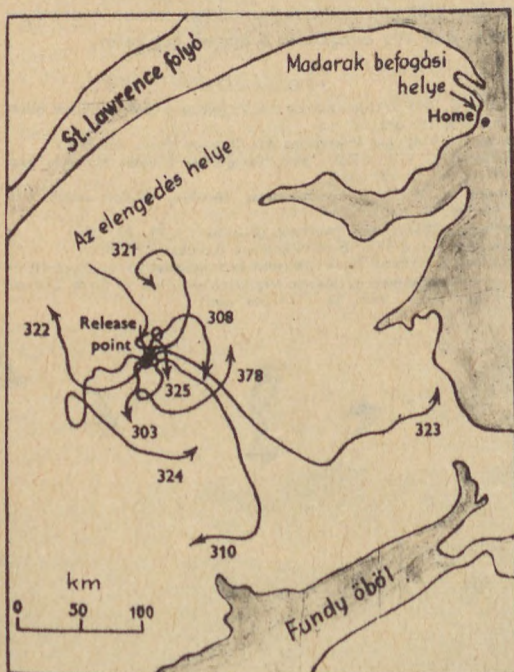 St. Lawrence folyó
Madarak befogási
helye
Home
Az elengedés helye
321
322
Release
point
308
325
378
303
323
324
310
km
0 50 100
Fundy öböl